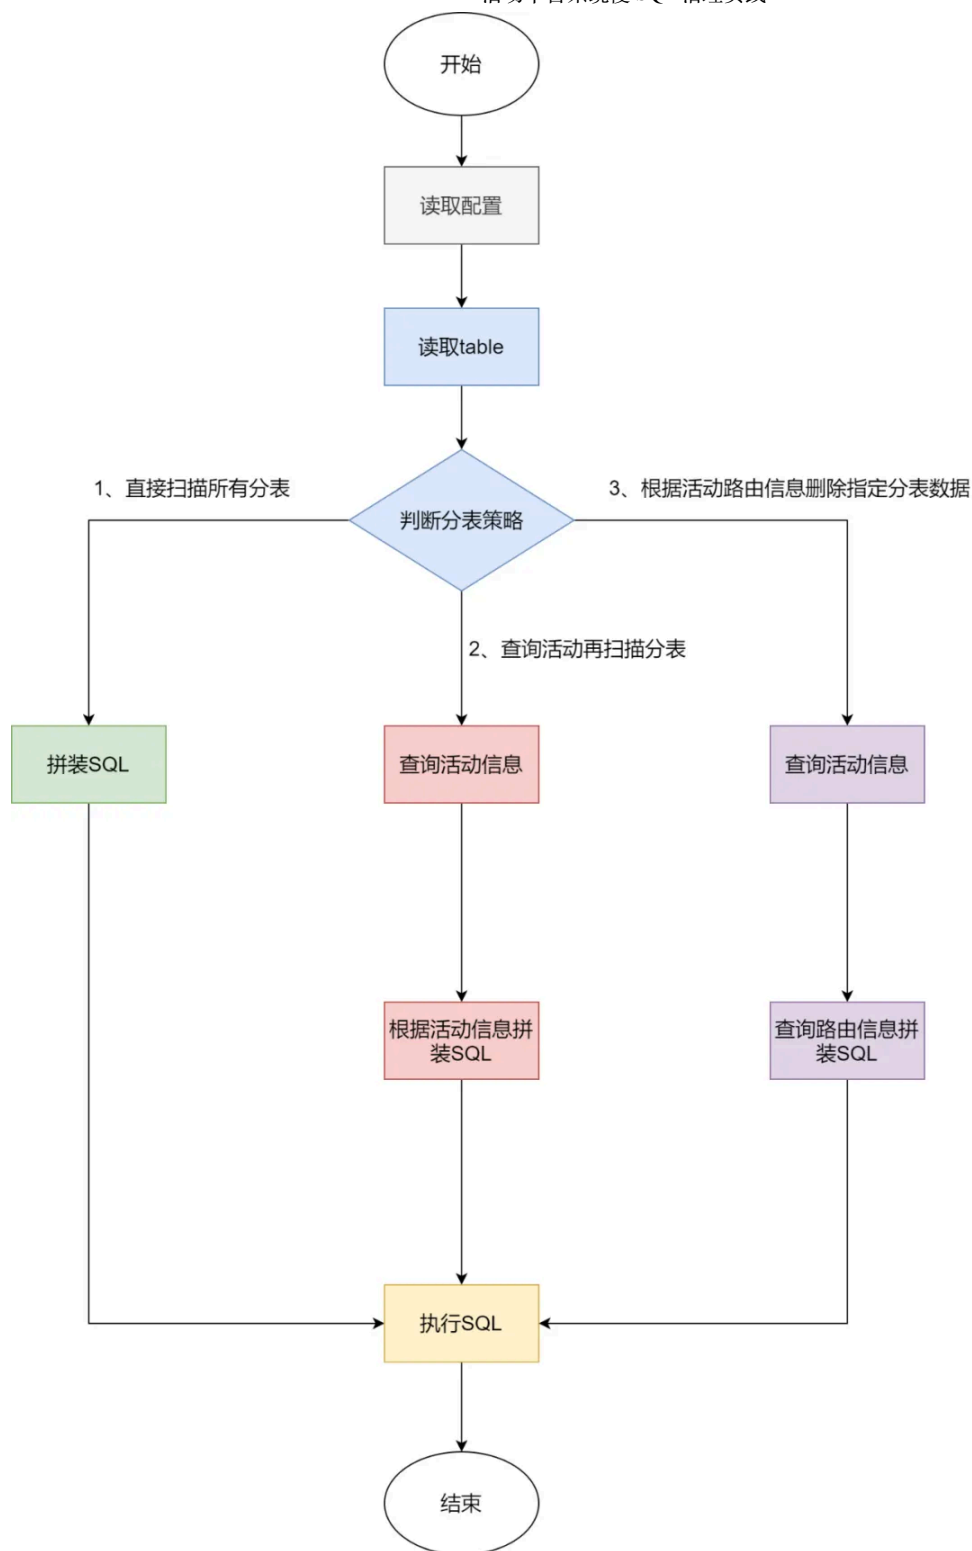 开始
读取配置
读取table
1、直接扫描所有分表
判断分表策略
3、根据活动路由信息删除指定分表数据
2、查询活动再扫描分表
拼装SQL
查询活动信息
查询活动信息
根据活动信息拼
装SQL
查询路由信息拼
装SQL
执行SQL
结束